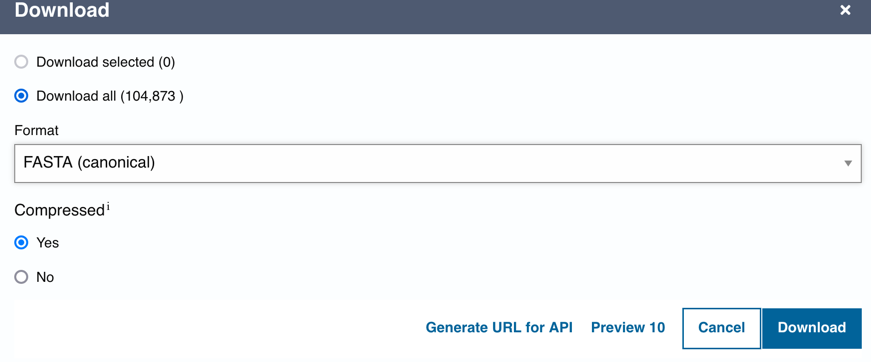 Download ×
Download selected (0)
Download all (104,873 )
Format
FASTA (canonical)
Compressed i
Yes
No
Generate URL for API Preview 10 Cancel Download